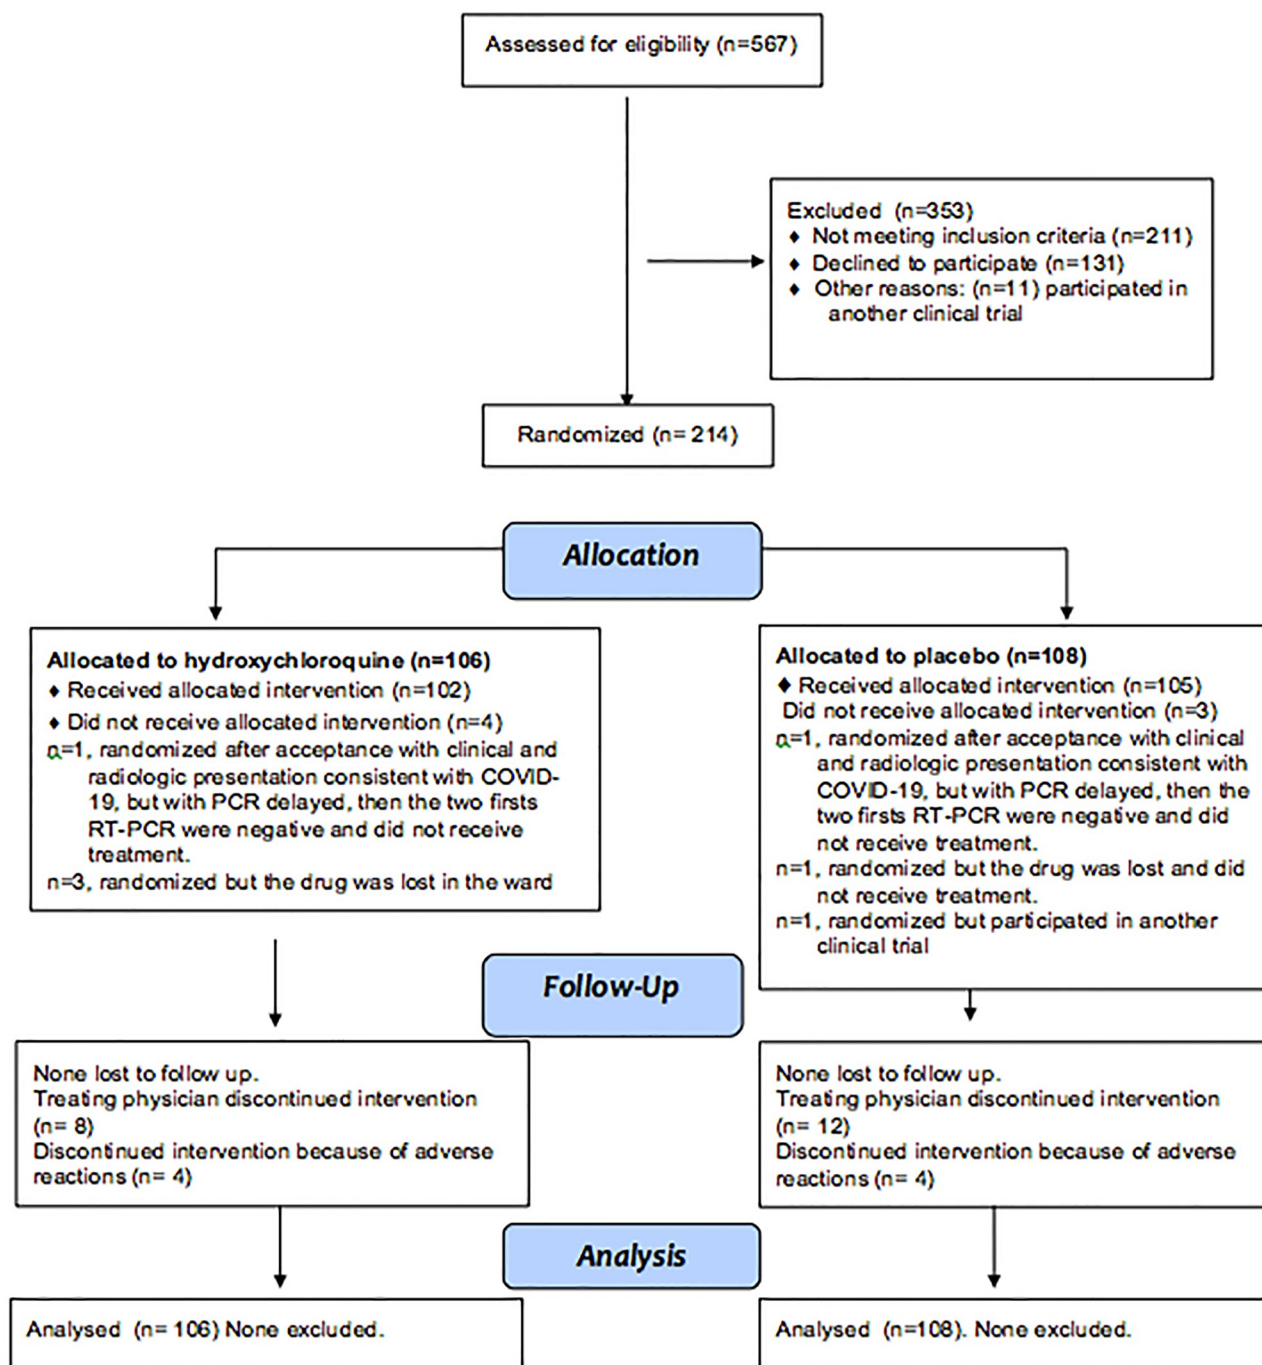 Assessed for eligibility (n=567)
Excluded (n=353)
♦ Not meeting inclusion criteria (n=211)
♦ Declined to participate (n=131)
♦ Other reasons: (n=11) participated in
another clinical trial
Randomized (n= 214)
Allocation
Allocated to hydroxychloroquine (n=106)
♦ Received allocated intervention (n=102)
♦ Did not receive allocated intervention (n=4)
n=1, randomized after acceptance with clinical and
radiologic presentation consistent with COVID-
19, but with PCR delayed, then the two firsts
RT-PCR were negative and did not receive
treatment.
n=3, randomized but the drug was lost in the ward
Allocated to placebo (n=108)
♦ Received allocated intervention (n=105)
Did not receive allocated intervention (n=3)
n=1, randomized after acceptance with clinical
and radiologic presentation consistent with
COVID-19, but with PCR delayed, then the
two firsts RT-PCR were negative and did
not receive treatment.
n=1, randomized but the drug was lost and did
not receive treatment.
n=1, randomized but participated in another
clinical trial
Follow-Up
None lost to follow up.
Treating physician discontinued intervention
(n= 8)
Discontinued intervention because of adverse
reactions (n= 4)
None lost to follow up.
Treating physician discontinued intervention
(n= 12)
Discontinued intervention because of adverse
reactions (n= 4)
Analysis
Analysed (n= 106) None excluded.
Analysed (n=108). None excluded.